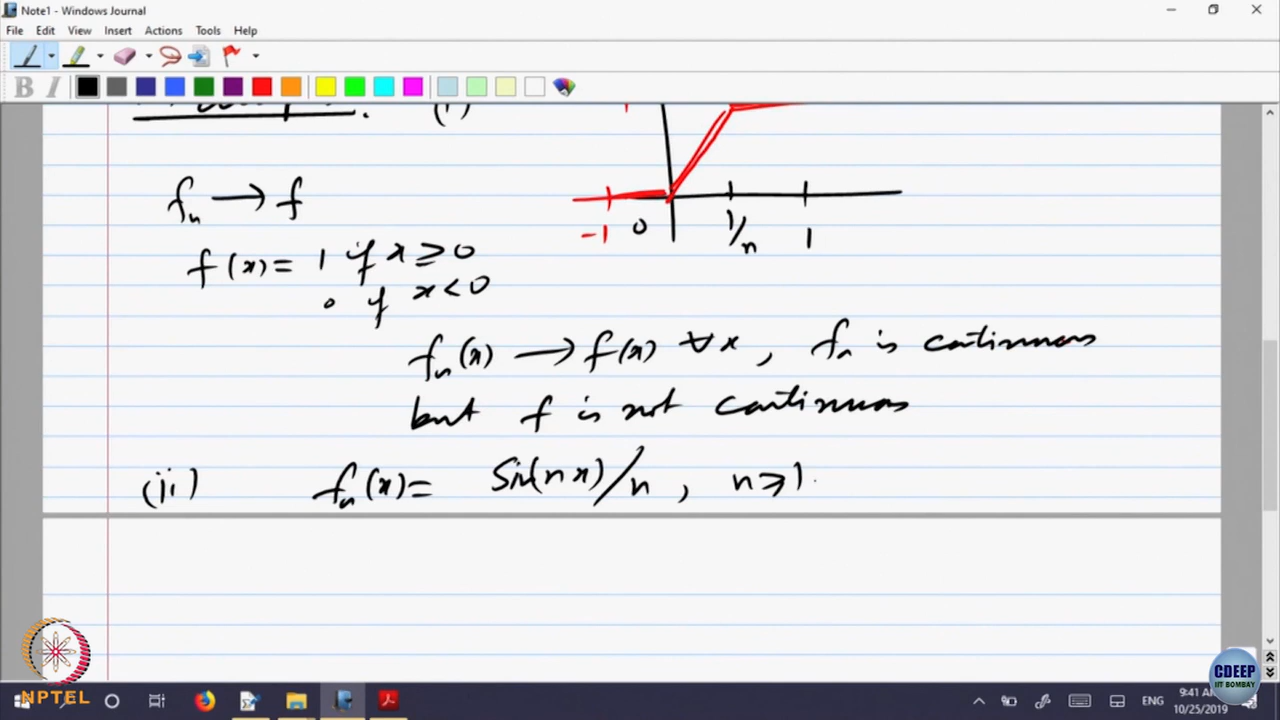 Note1 - Windows Journal
File Edit View Insert Actions Tools Help
B I
(i)
fₙ → f
-1 0 1/n 1
f(x) = 1 if x ≥ 0
0 if x < 0
fₙ(x) → f(x) ∀x, fₙ is continuous
but f is not continuous
(ii) fₙ(x) = Sin(nx)/n, n ≥ 1.
NPTEL
CDEEP
IIT BOMBAY
ENG
9:41 AM
10/25/2019